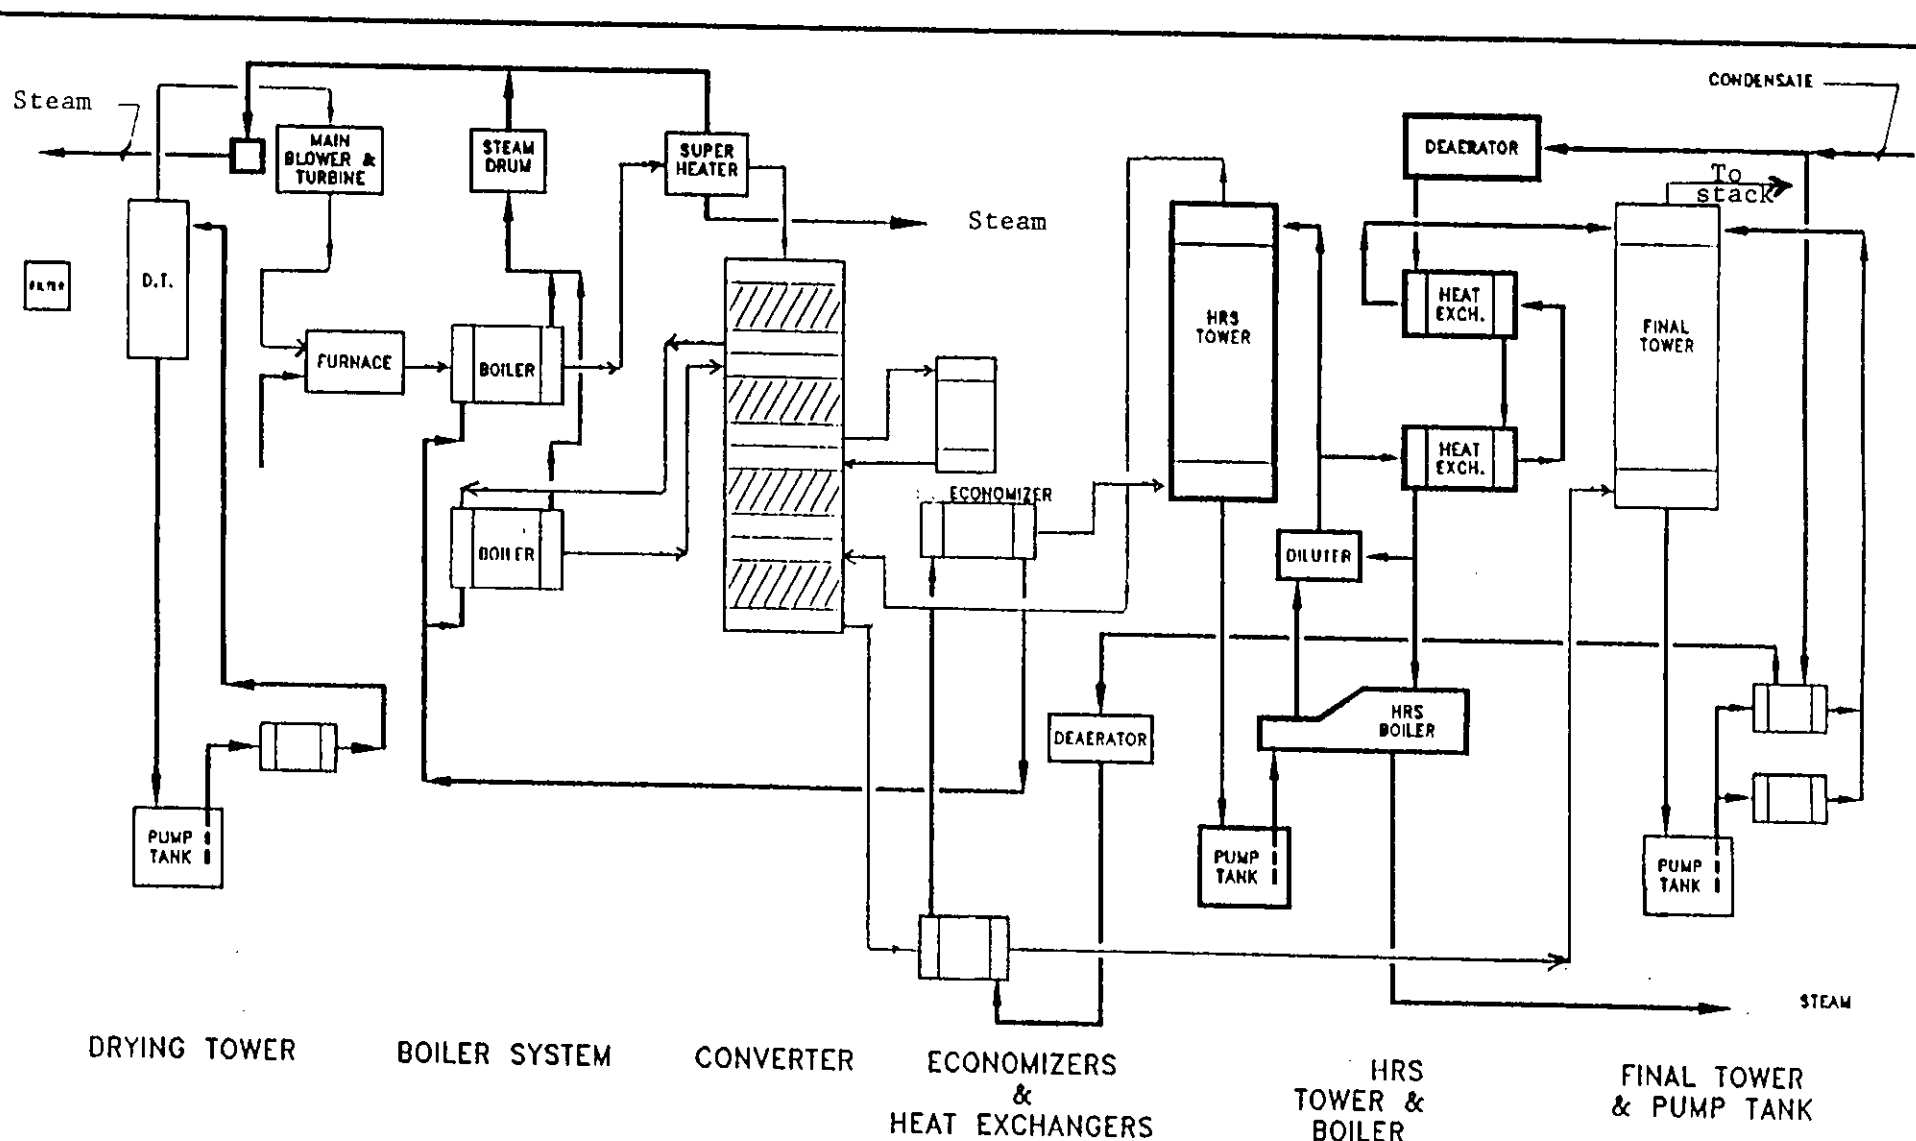 CONDENSATE
Steam
MAIN
BLOWER &
TURBINE
STEAM
DRUM
SUPER
HEATER
DEAERATOR
To
stack
Steam
FILTER
D.T.
HEAT
EXCH.
HRS
TOWER
FINAL
TOWER
FURNACE
BOILER
HEAT
EXCH.
ECONOMIZER
BOILER
DILUTER
DEAERATOR
HRS
BOILER
PUMP
TANK
PUMP
TANK
PUMP
TANK
STEAM
DRYING TOWER
BOILER SYSTEM
CONVERTER
ECONOMIZERS
&
HEAT EXCHANGERS
HRS
TOWER &
BOILER
FINAL TOWER
& PUMP TANK